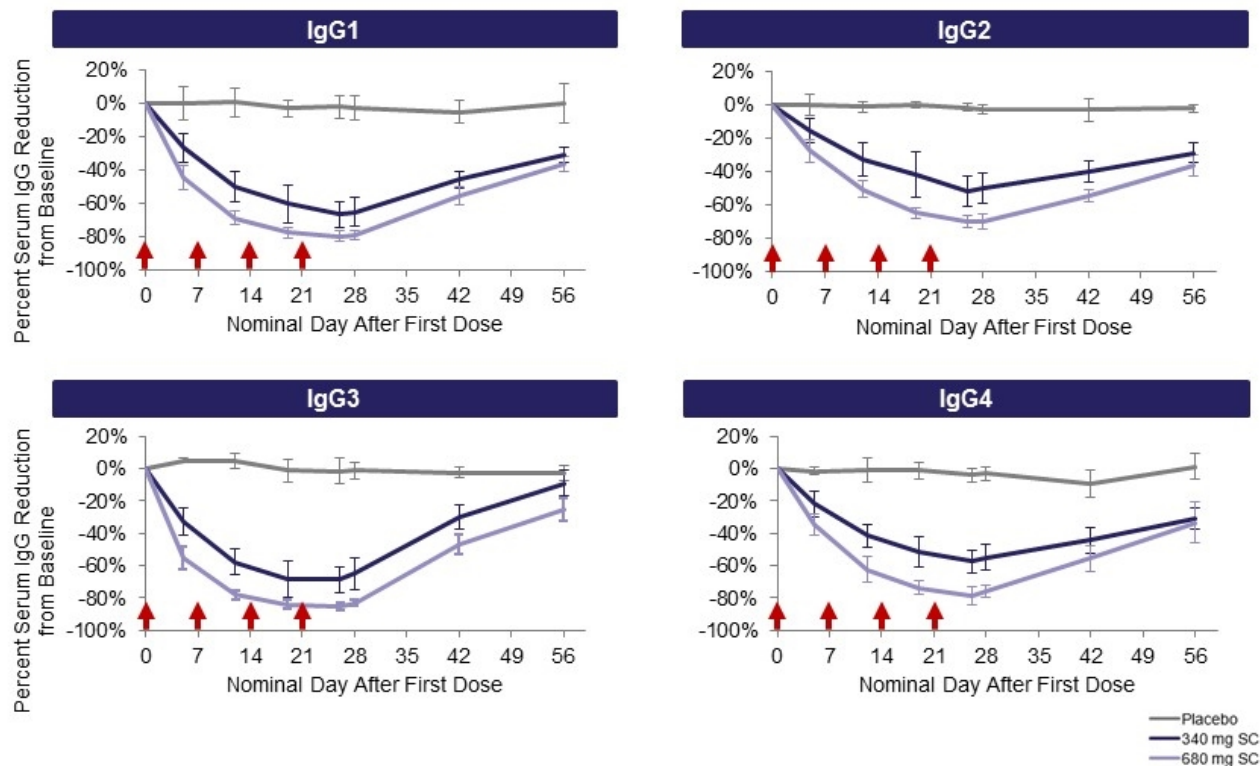 IgG1
Percent Serum IgG Reduction
from Baseline
20%
0%
-20%
-40%
-60%
-80%
-100%
0 7 14 21 28 35 42 49 56
Nominal Day After First Dose
IgG2
20%
0%
-20%
-40%
-60%
-80%
-100%
0 7 14 21 28 35 42 49 56
Nominal Day After First Dose
IgG3
Percent Serum IgG Reduction
from Baseline
20%
0%
-20%
-40%
-60%
-80%
-100%
0 7 14 21 28 35 42 49 56
Nominal Day After First Dose
IgG4
20%
0%
-20%
-40%
-60%
-80%
-100%
0 7 14 21 28 35 42 49 56
Nominal Day After First Dose
Placebo
340 mg SC
680 mg SC